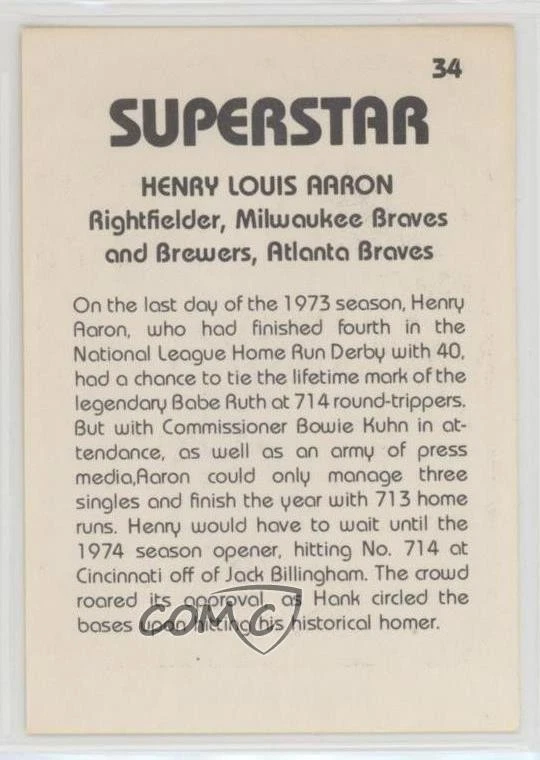 34
SUPERSTAR
HENRY LOUIS AARON
Rightfielder, Milwaukee Braves
and Brewers, Atlanta Braves
On the last day of the 1973 season, Henry
Aaron, who had finished fourth in the
National League Home Run Derby with 40,
had a chance to tie the lifetime mark of the
legendary Babe Ruth at 714 round-trippers.
But with Commissioner Bowie Kuhn in at-
tendance, as well as an army of press
media,Aaron could only manage three
singles and finish the year with 713 home
runs. Henry would have to wait until the
1974 season opener, hitting No. 714 at
Cincinnati off of Jack Billingham. The crowd
roared its approval, as Hank circled the
bases upon hitting his historical homer.
COMC